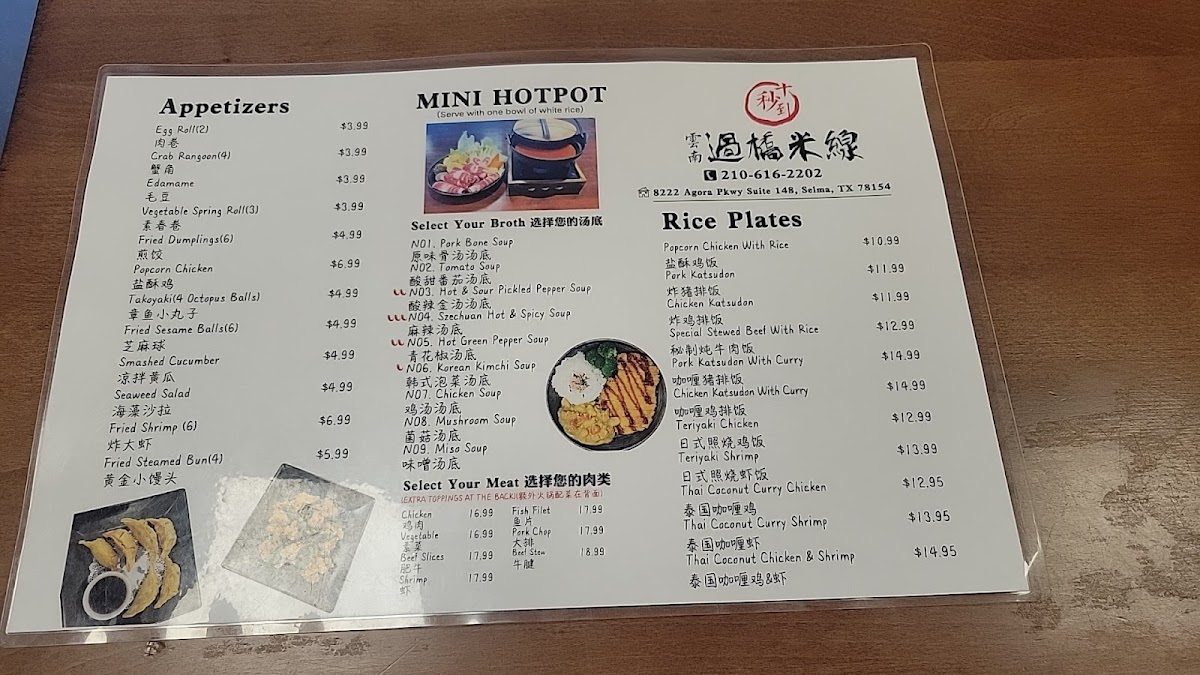 Appetizers
Egg Roll(2) $3.99
肉卷
Crab Rangoon(4) $3.99
蟹角
Edamame $3.99
毛豆
Vegetable Spring Roll(3) $3.99
素春卷
Fried Dumplings(6) $4.99
煎饺
Popcorn Chicken $6.99
盐酥鸡
Takoyaki(4 Octopus Balls) $4.99
章鱼小丸子
Fried Sesame Balls(6) $4.99
芝麻球
Smashed Cucumber $4.99
凉拌黄瓜
Seaweed Salad $4.99
海藻沙拉
Fried Shrimp (6) $6.99
炸大虾
Fried Steamed Bun(4) $5.99
黄金小馒头
MINI HOTPOT
(Serve with one bowl of white rice)
Select Your Broth 选择您的汤底
N01. Pork Bone Soup
原味骨汤汤底
N02. Tomato Soup
酸甜番茄汤底
N03. Hot & Sour Pickled Pepper Soup
酸辣金汤汤底
N04. Szechuan Hot & Spicy Soup
麻辣汤底
N05. Hot Green Pepper Soup
青花椒汤底
N06. Korean Kimchi Soup
韩式泡菜汤底
N07. Chicken Soup
鸡汤汤底
N08. Mushroom Soup
菌菇汤底
N09. Miso Soup
味噌汤底
Select Your Meat 选择您的肉类
(EXTRA TOPPINGS AT THE BACK)(额外火锅配菜在背面)
Chicken 16.99
鸡肉
Vegetable 16.99
素菜
Beef Slices 17.99
肥牛
Shrimp 17.99
虾
Fish Filet 17.99
鱼片
Pork Chop 17.99
大排
Beef Stew 18.99
牛腱
十秒到
雲南 過橋米線
210-616-2202
8222 Agora Pkwy Suite 148, Selma, TX 78154
Rice Plates
Popcorn Chicken With Rice $10.99
盐酥鸡饭
Pork Katsudon $11.99
炸猪排饭
Chicken Katsudon $11.99
炸鸡排饭
Special Stewed Beef With Rice $12.99
秘制炖牛肉饭
Pork Katsudon With Curry $14.99
咖喱猪排饭
Chicken Katsudon With Curry $14.99
咖喱鸡排饭
Teriyaki Chicken $12.99
日式照烧鸡饭
Teriyaki Shrimp $13.99
日式照烧虾饭
Thai Coconut Curry Chicken $12.95
泰国咖喱鸡
Thai Coconut Curry Shrimp $13.95
泰国咖喱虾
Thai Coconut Chicken & Shrimp $14.95
泰国咖喱鸡&虾